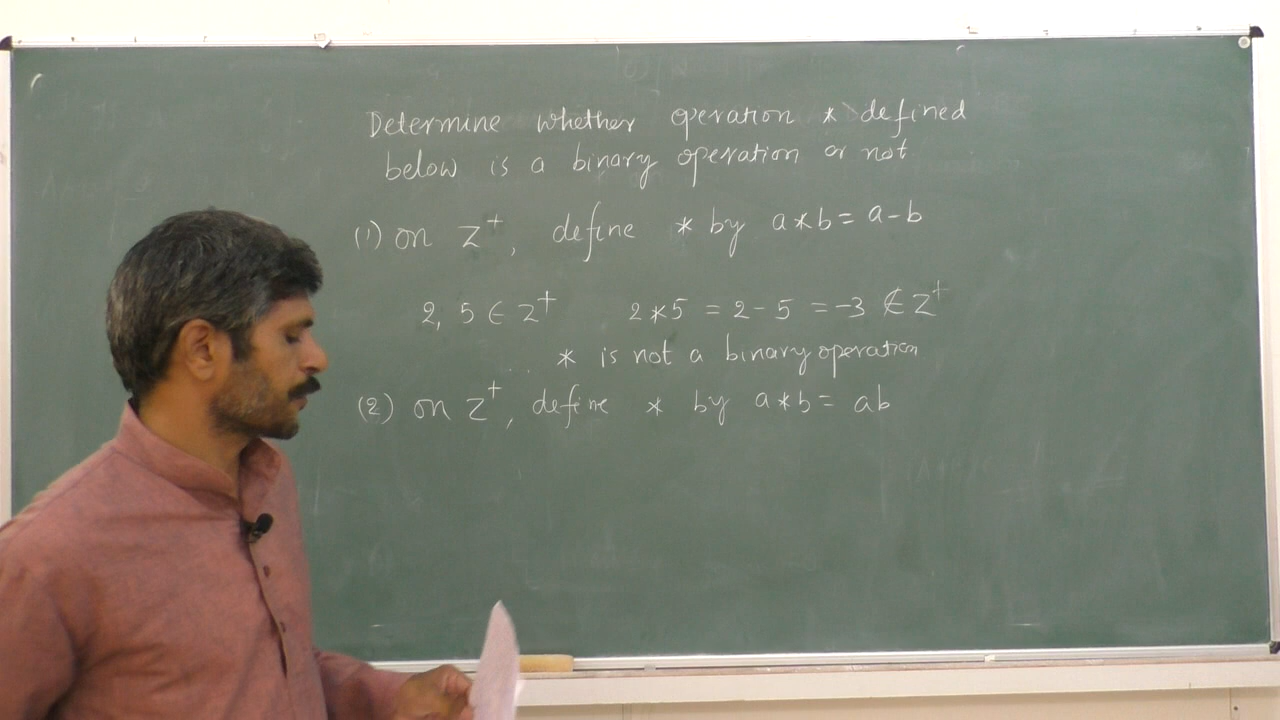 Determine whether operation * defined
below is a binary operation or not
(1) on Z⁺, define * by a*b = a-b
2, 5 ∈ Z⁺ 2*5 = 2-5 = -3 ∉ Z⁺
* is not a binary operation
(2) on Z⁺, define * by a*b = ab